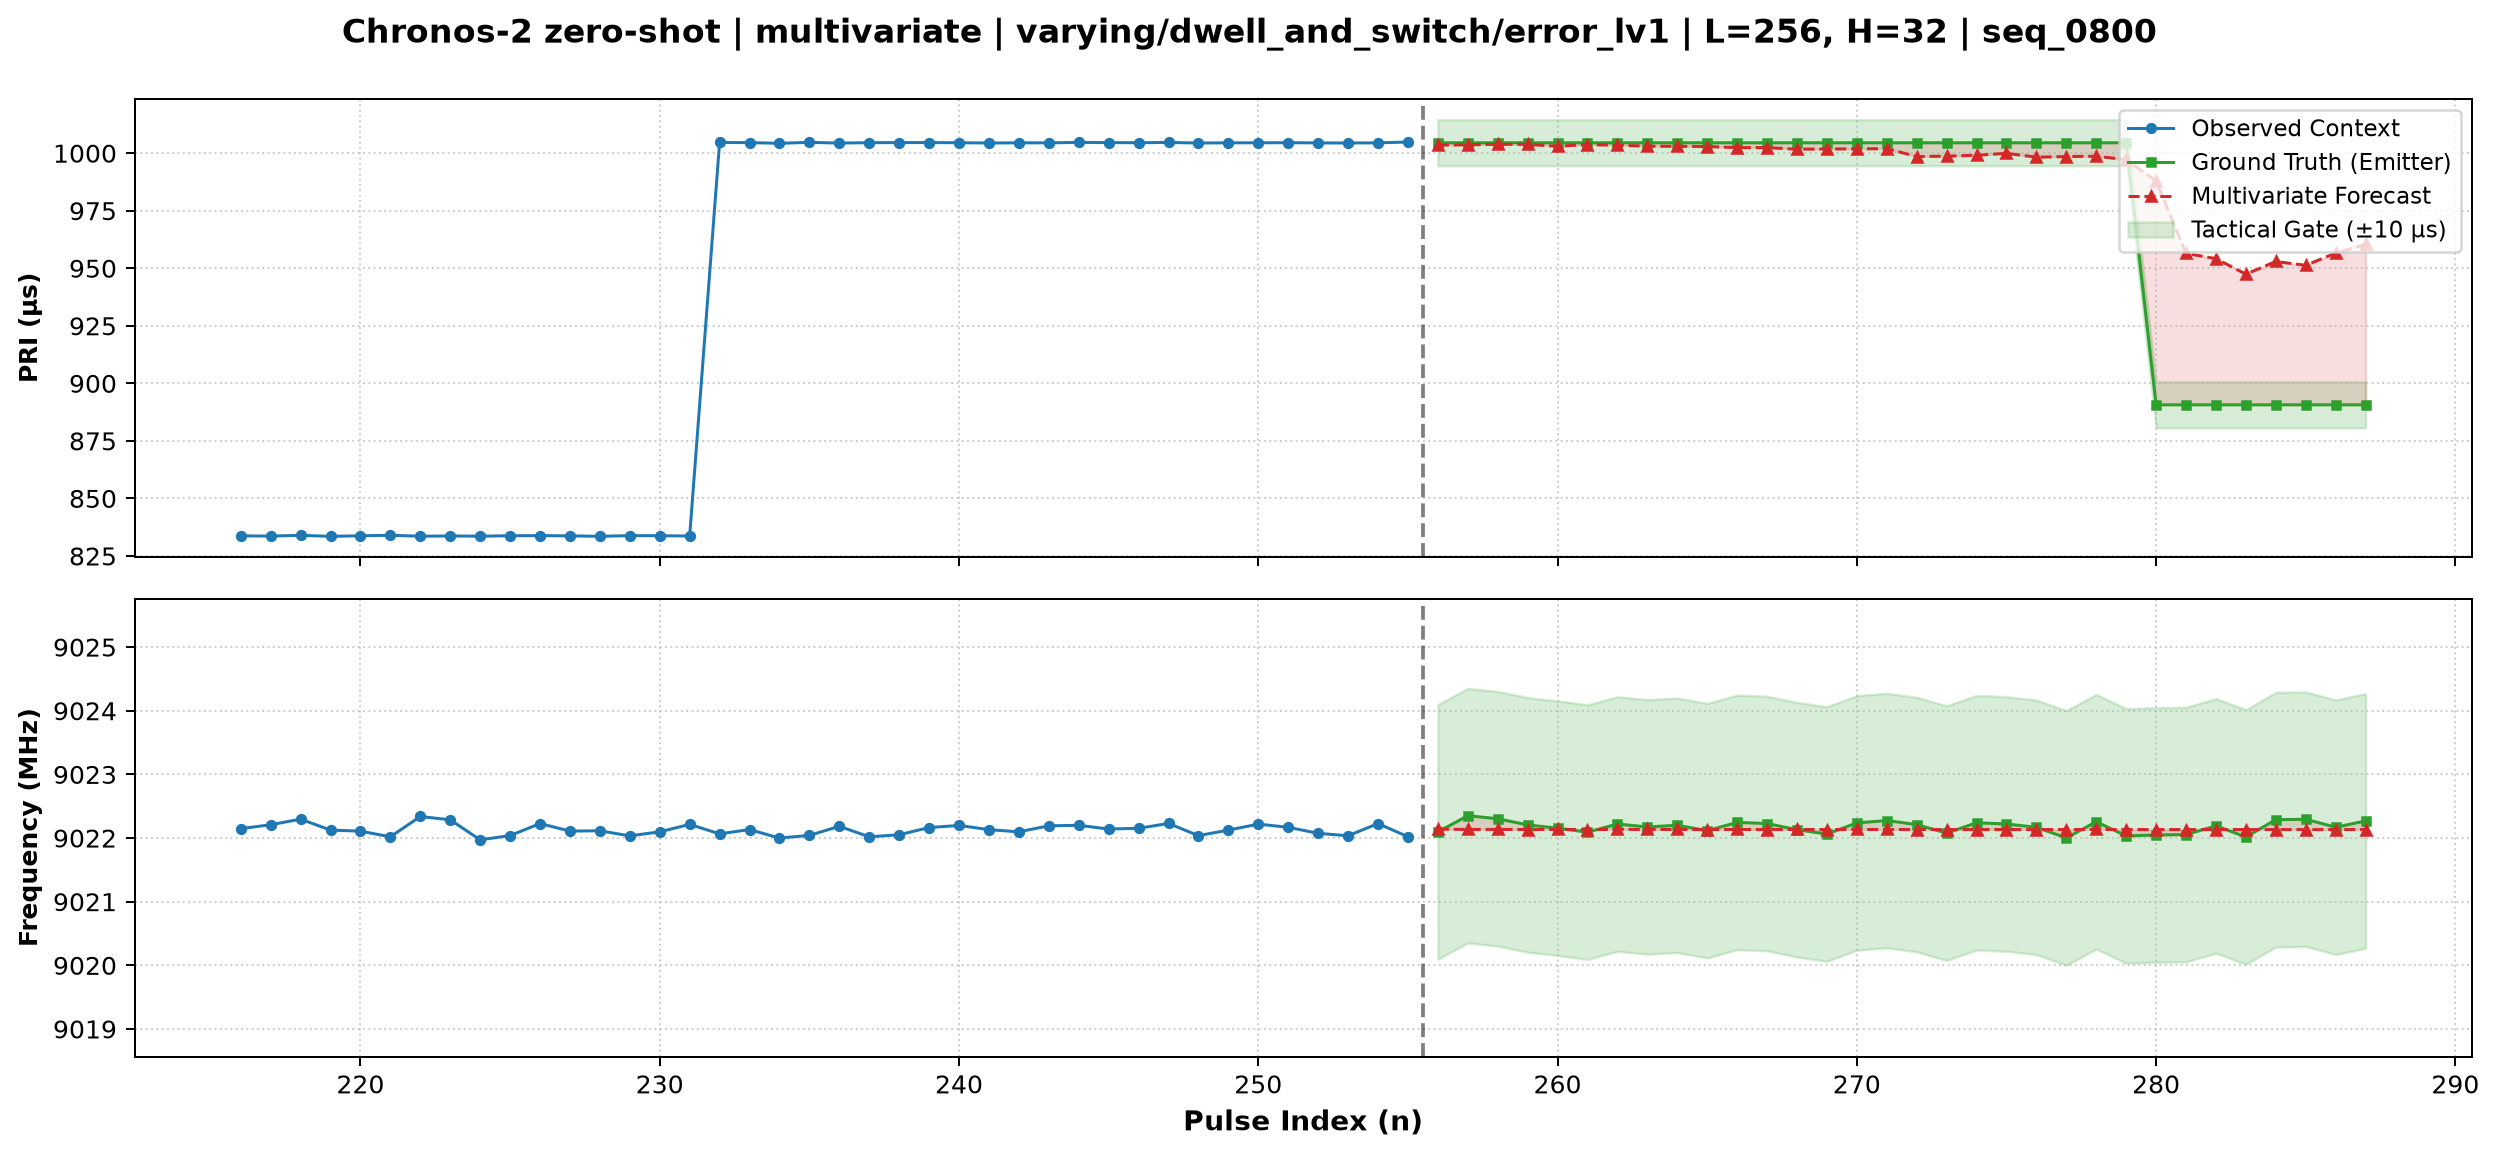 Chronos-2 zero-shot | multivariate | varying/dwell_and_switch/error_lv1 | L=256, H=32 | seq_0800
PRI (µs)
1000
975
950
925
900
875
850
825
Observed Context
Ground Truth (Emitter)
Multivariate Forecast
Tactical Gate (±10 µs)
Frequency (MHz)
9025
9024
9023
9022
9021
9020
9019
220 230 240 250 260 270 280 290
Pulse Index (n)